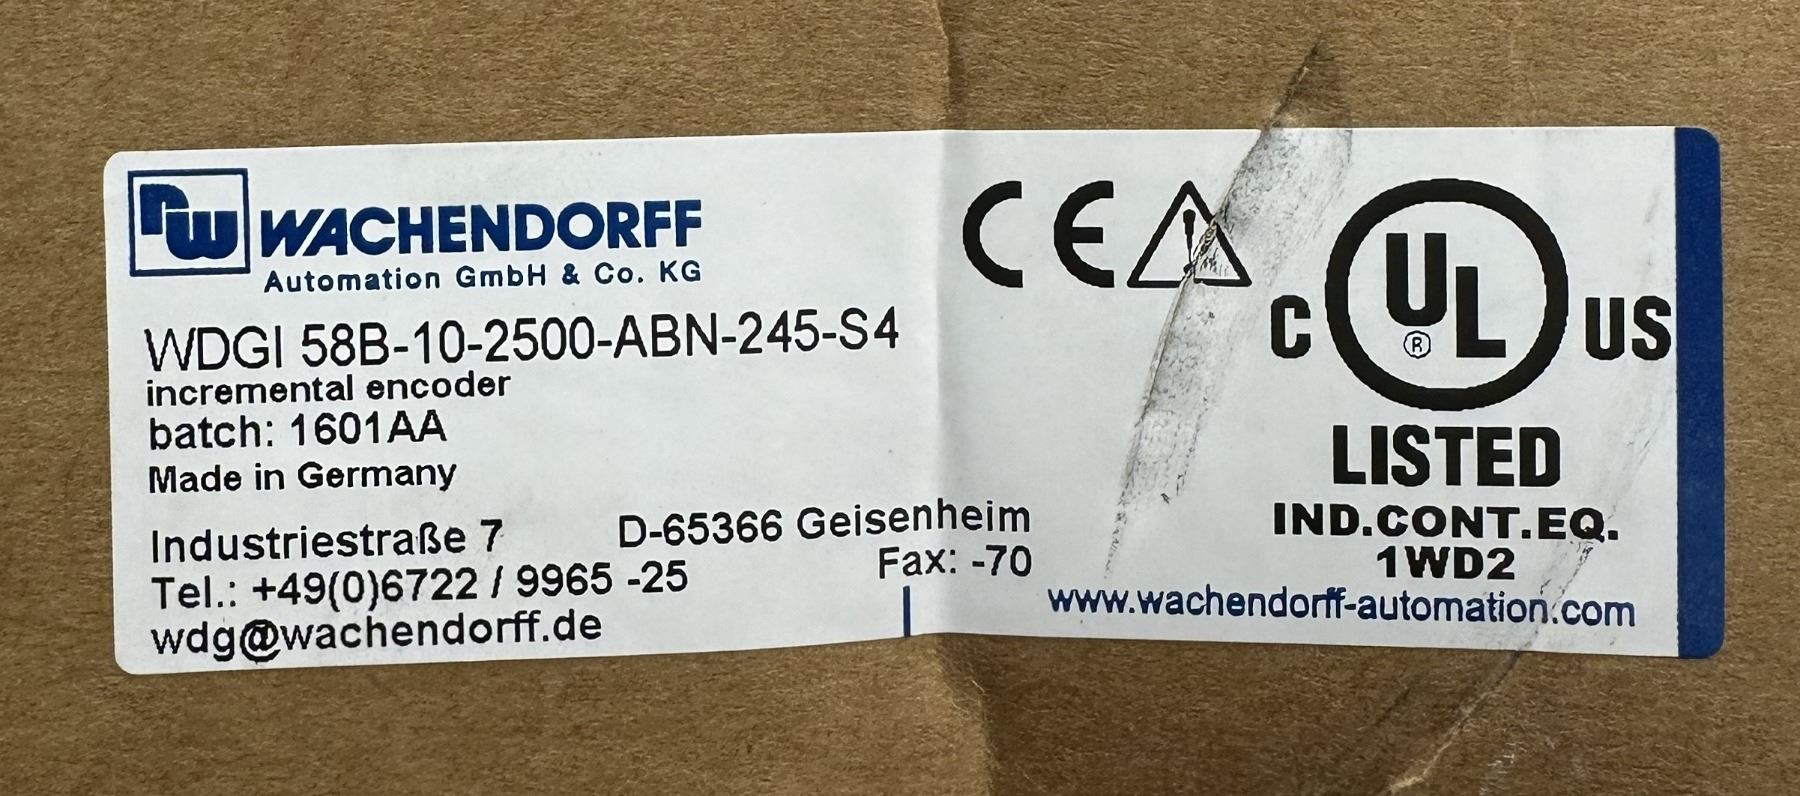 WACHENDORFF
Automation GmbH & Co. KG
WDGI 58B-10-2500-ABN-245-S4
incremental encoder
batch: 1601AA
Made in Germany
Industriestraße 7 D-65366 Geisenheim
Tel.: +49(0)6722 / 9965 -25 Fax: -70
wdg@wachendorff.de
CE
C UL US
®
LISTED
IND.CONT.EQ.
1WD2
www.wachendorff-automation.com